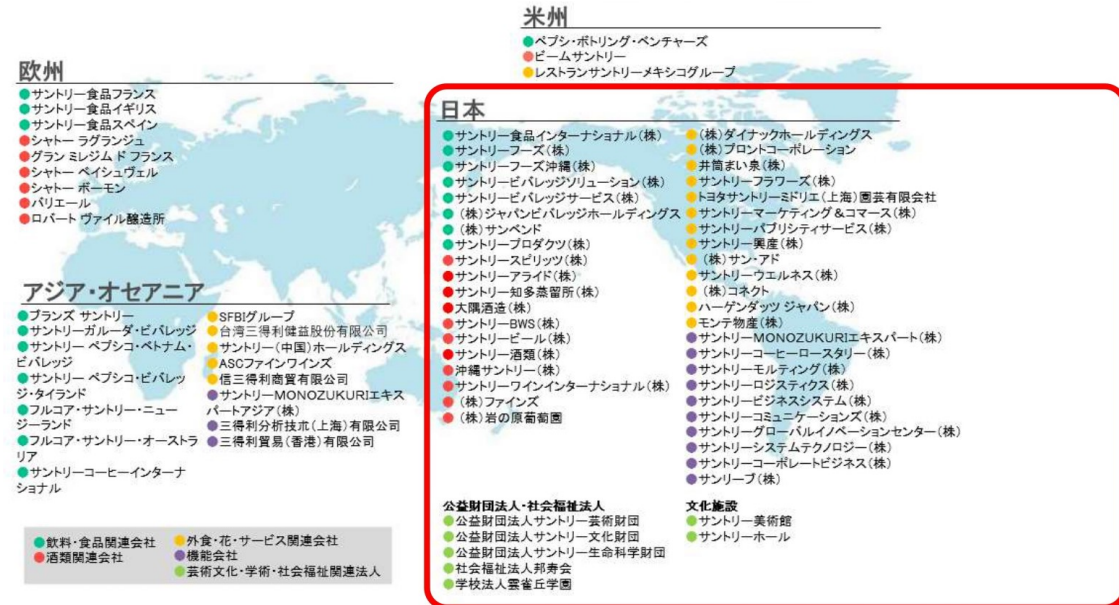 米州
●ペプシ・ボトリング・ベンチャーズ
●ビームサントリー
●レストランサントリーメキシコグループ
欧州
●サントリー食品フランス
●サントリー食品イギリス
●サントリー食品スペイン
●シャトー ラグランジュ
●グラン ミレジム ド フランス
●シャトー ベイシュヴェル
●シャトー ボーモン
●バリエール
●ロバート ヴァイル醸造所
アジア・オセアニア
●ブランズ サントリー
●サントリーガルーダ・ビバレッジ
●サントリー ペプシコ・ベトナム・
ビバレッジ
●サントリー ペプシコ・ビバレッ
ジ・タイランド
●フルコア・サントリー・ニュー
ジーランド
●フルコア・サントリー・オーストラ
リア
●サントリーコーヒーインターナ
ショナル
●SFBIグループ
●台湾三得利健益股份有限公司
●サントリー(中国)ホールディングス
●ASCファインワインズ
●信三得利商貿有限公司
●サントリーMONOZUKURIエキス
パートアジア(株)
●三得利分析技朮(上海)有限公司
●三得利貿易(香港)有限公司
日本
●サントリー食品インターナショナル(株)
●サントリーフーズ(株)
●サントリーフーズ沖縄(株)
●サントリービバレッジソリューション(株)
●サントリービバレッジサービス(株)
●(株)ジャパンビバレッジホールディングス
●(株)サンベンド
●サントリープロダクツ(株)
●サントリースピリッツ(株)
●サントリーアライド(株)
●サントリー知多蒸留所(株)
●大隅酒造(株)
●サントリーBWS(株)
●サントリービール(株)
●サントリー酒類(株)
●沖縄サントリー(株)
●サントリーワインインターナショナル(株)
●(株)ファインズ
●(株)岩の原葡萄園
●(株)ダイナックホールディングス
●(株)プロントコーポレーション
●井筒まい泉(株)
●サントリーフラワーズ(株)
●トヨタサントリーミドリエ(上海)園芸有限会社
●サントリーマーケティング&コマース(株)
●サントリーパブリシティサービス(株)
●サントリー興産(株)
●(株)サン・アド
●サントリーウエルネス(株)
●(株)コネクト
●ハーゲンダッツ ジャパン(株)
●モンテ物産(株)
●サントリーMONOZUKURIエキスパート(株)
●サントリーコーヒーロースタリー(株)
●サントリーモルティング(株)
●サントリーロジスティクス(株)
●サントリービジネスシステム(株)
●サントリーコミュニケーションズ(株)
●サントリーグローバルイノベーションセンター(株)
●サントリーシステムテクノロジー(株)
●サントリーコーポレートビジネス(株)
●サンリーブ(株)
公益財団法人・社会福祉法人
●公益財団法人サントリー芸術財団
●公益財団法人サントリー文化財団
●公益財団法人サントリー生命科学財団
●社会福祉法人邦寿会
●学校法人雲雀丘学園
文化施設
●サントリー美術館
●サントリーホール
●飲料・食品関連会社
●酒類関連会社
●外食・花・サービス関連会社
●機能会社
●芸術文化・学術・社会福祉関連法人